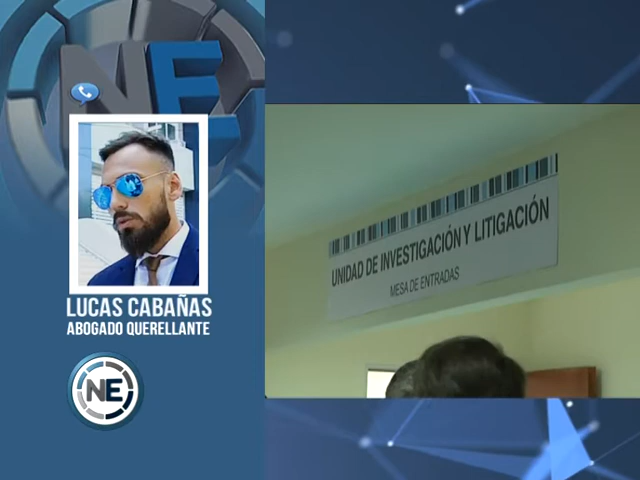 NE
LUCAS CABAÑAS
ABOGADO QUERELLANTE
NE
UNIDAD DE INVESTIGACIÓN Y LITIGACIÓN
MESA DE ENTRADAS